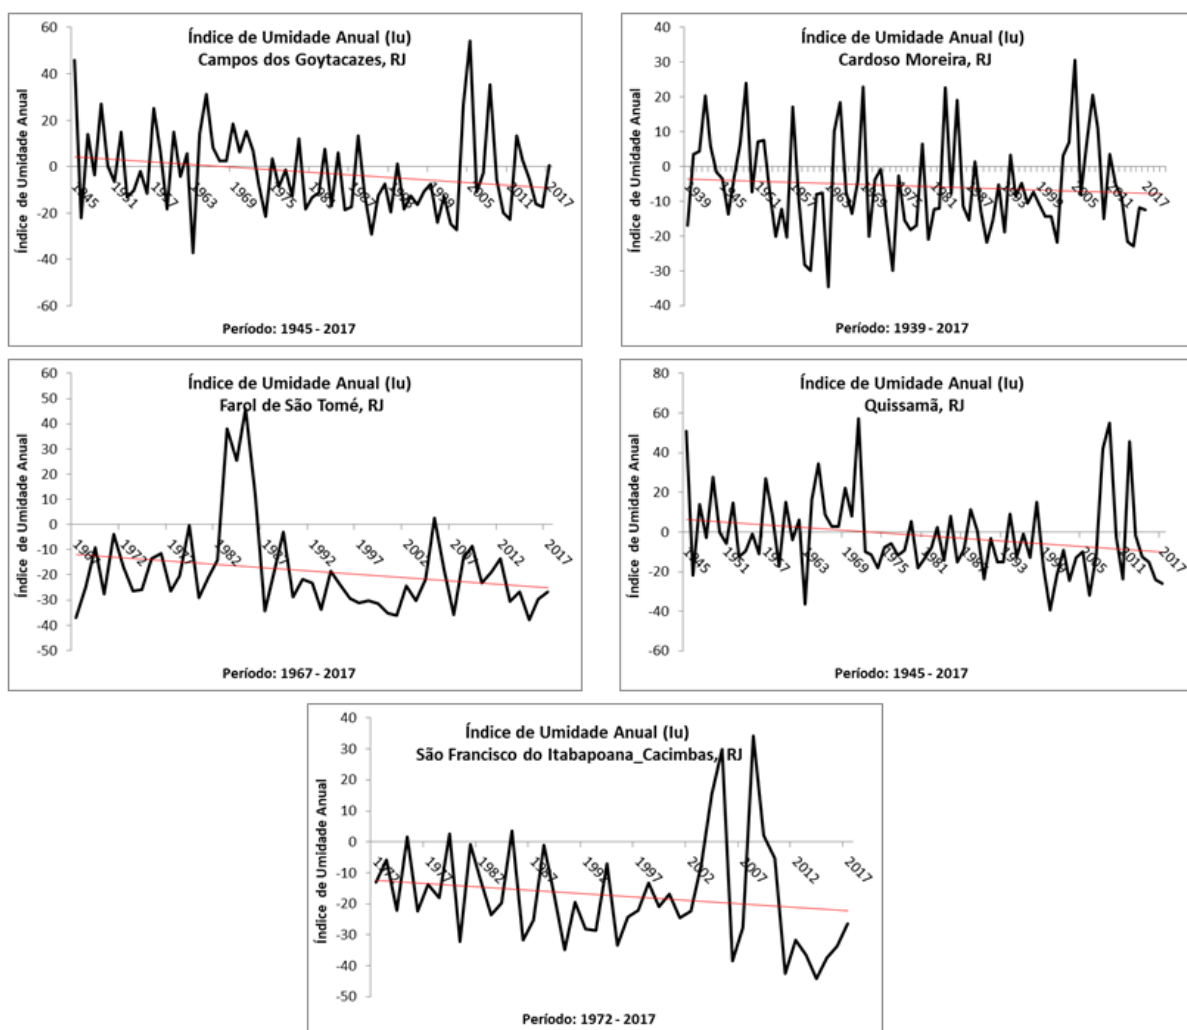 Índice de Umidade Anual (Iu)
Campos dos Goytacazes, RJ
Índice de Umidade Anual
60
40
20
0
-20
-40
-60
1945 1951 1957 1963 1969 1975 1987 1999 2005 2011 2017
Período: 1945 - 2017
Índice de Umidade Anual (Iu)
Cardoso Moreira, RJ
Índice de Umidade Anual
40
30
20
10
0
-10
-20
-30
-40
1939 1945 1951 1957 1963 1969 1975 1981 1987 1993 1999 2005 2011 2017
Período: 1939 - 2017
Índice de Umidade Anual (Iu)
Farol de São Tomé, RJ
Índice de Umidade Anual
60
50
40
30
20
10
0
-10
-20
-30
-40
-50
1967 1972 1977 1982 1987 1992 1997 2002 2007 2012 2017
Período: 1967 - 2017
Índice de Umidade Anual (Iu)
Quissamã, RJ
Índice de Umidade Anual
80
60
40
20
0
-20
-40
-60
1945 1951 1957 1963 1969 1975 1981 1987 1993 1999 2005 2011 2017
Período: 1945 - 2017
Índice de Umidade Anual (Iu)
São Francisco do Itabapoana_Cacimbas, RJ
Índice de Umidade Anual
40
30
20
10
0
-10
-20
-30
-40
-50
1972 1977 1982 1987 1992 1997 2002 2007 2012 2017
Período: 1972 - 2017